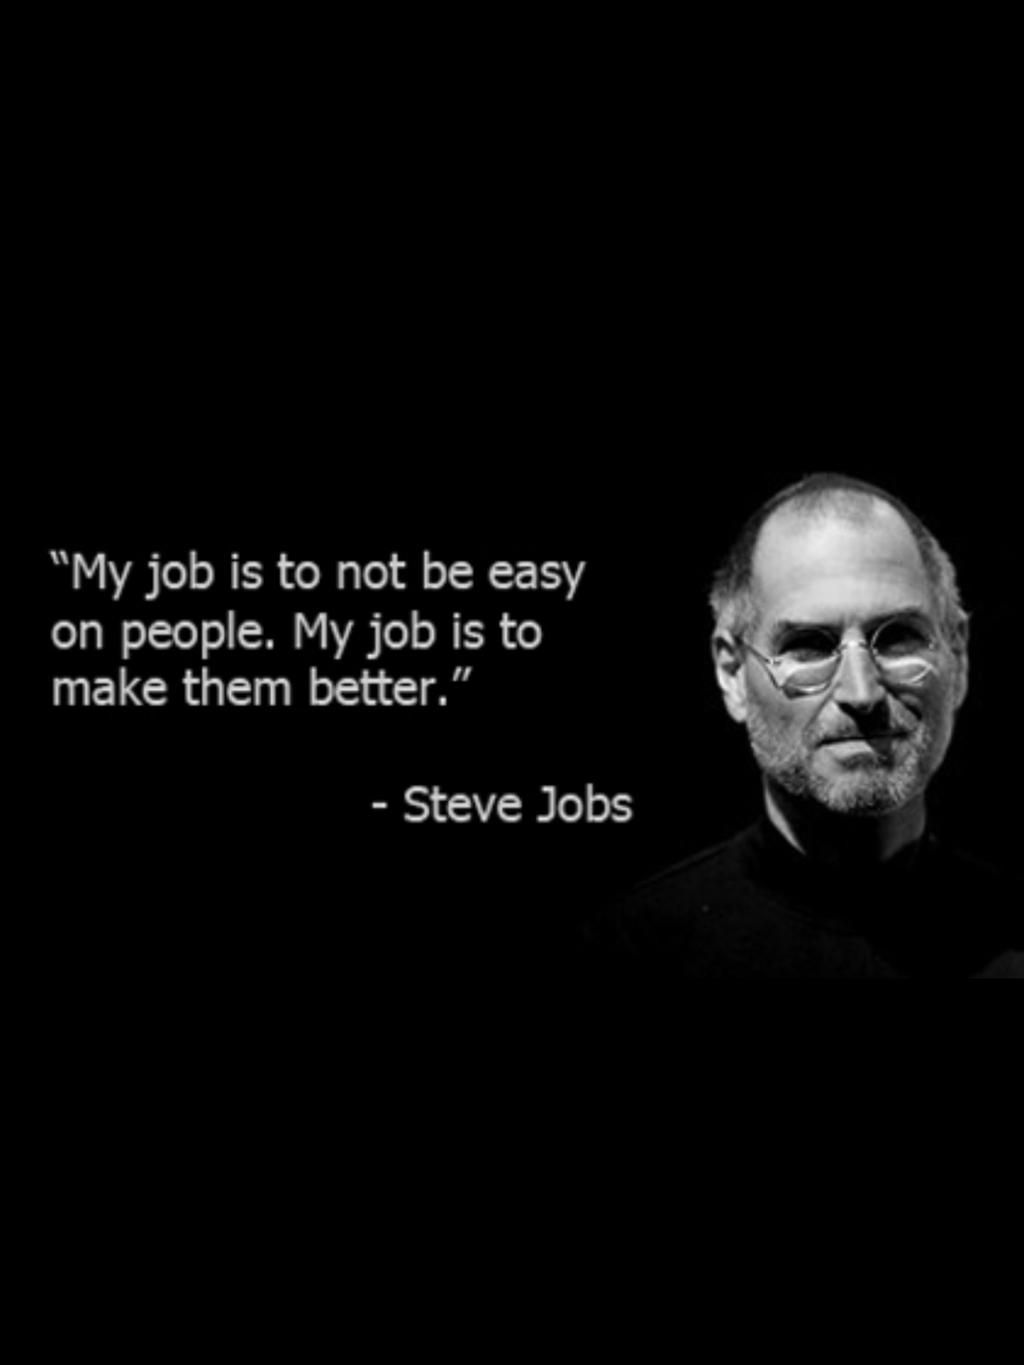 “My job is to not be easy
on people. My job is to
make them better.”
- Steve Jobs